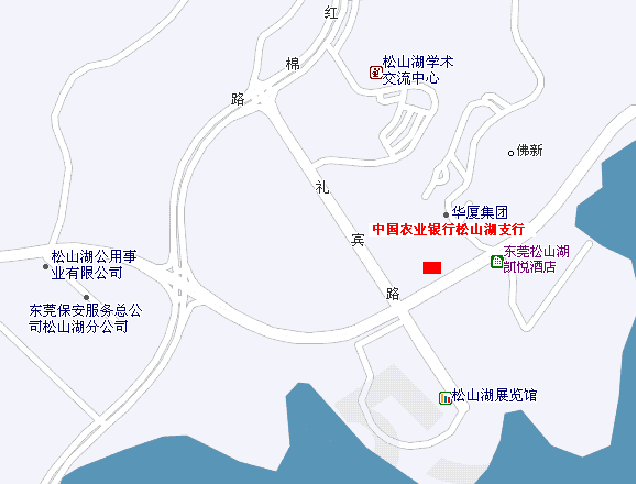 红
棉
路
松山湖学术
交流中心
佛新
礼
宾
路
华厦集团
中国农业银行松山湖支行
东莞松山湖
凯悦酒店
松山湖公用事
业有限公司
东莞保安服务总公
司松山湖分公司
松山湖展览馆